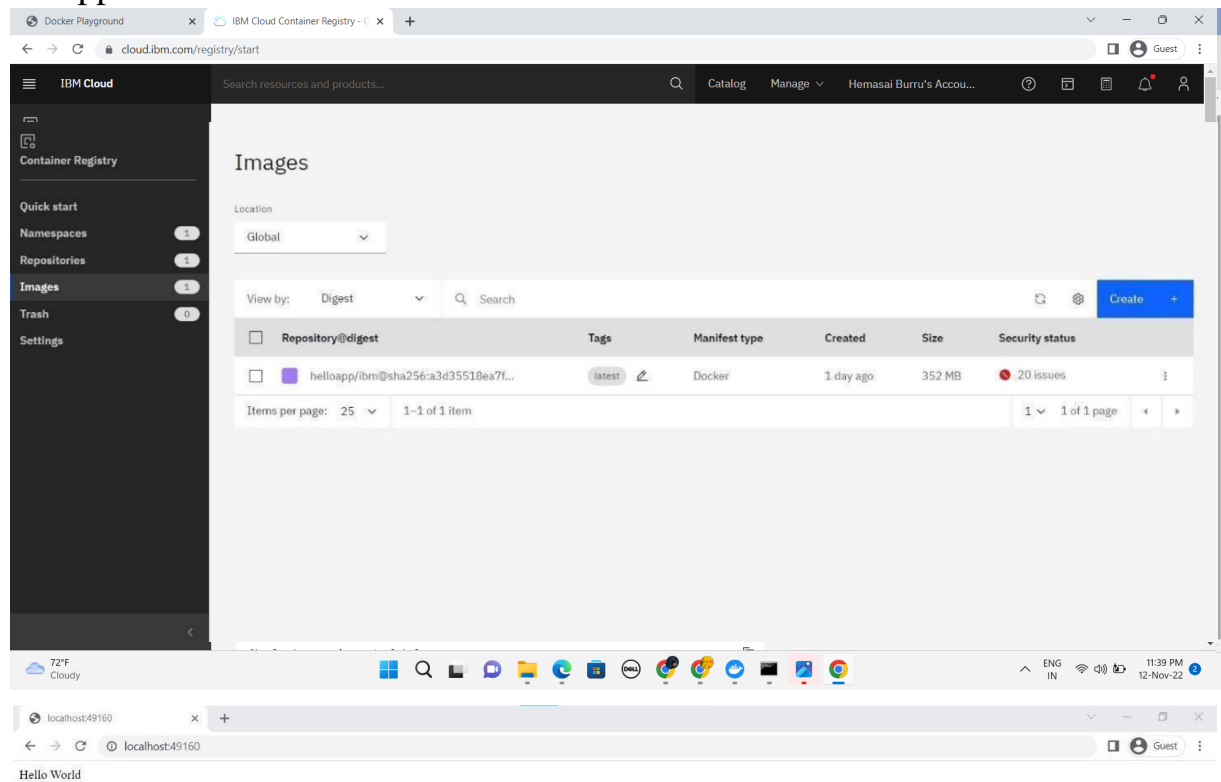 Docker Playground IBM Cloud Container Registry - C
cloud.ibm.com/registry/start Guest
IBM Cloud Search resources and products... Catalog Manage Hemasai Burru's Accou...
Container Registry
Images
Quick start
Location
Namespaces 1
Global
Repositories 1
Images 1
View by: Digest Search Create +
Trash 0
Settings
Repository@digest Tags Manifest type Created Size Security status
helloapp/ibm@sha256:a3d35518ea7f... latest Docker 1 day ago 352 MB 20 issues
Items per page: 25 1–1 of 1 item 1 1 of 1 page
72°F
Cloudy
DELL
ENG
IN
11:39 PM
12-Nov-22
2
localhost:49160
localhost:49160 Guest
Hello World